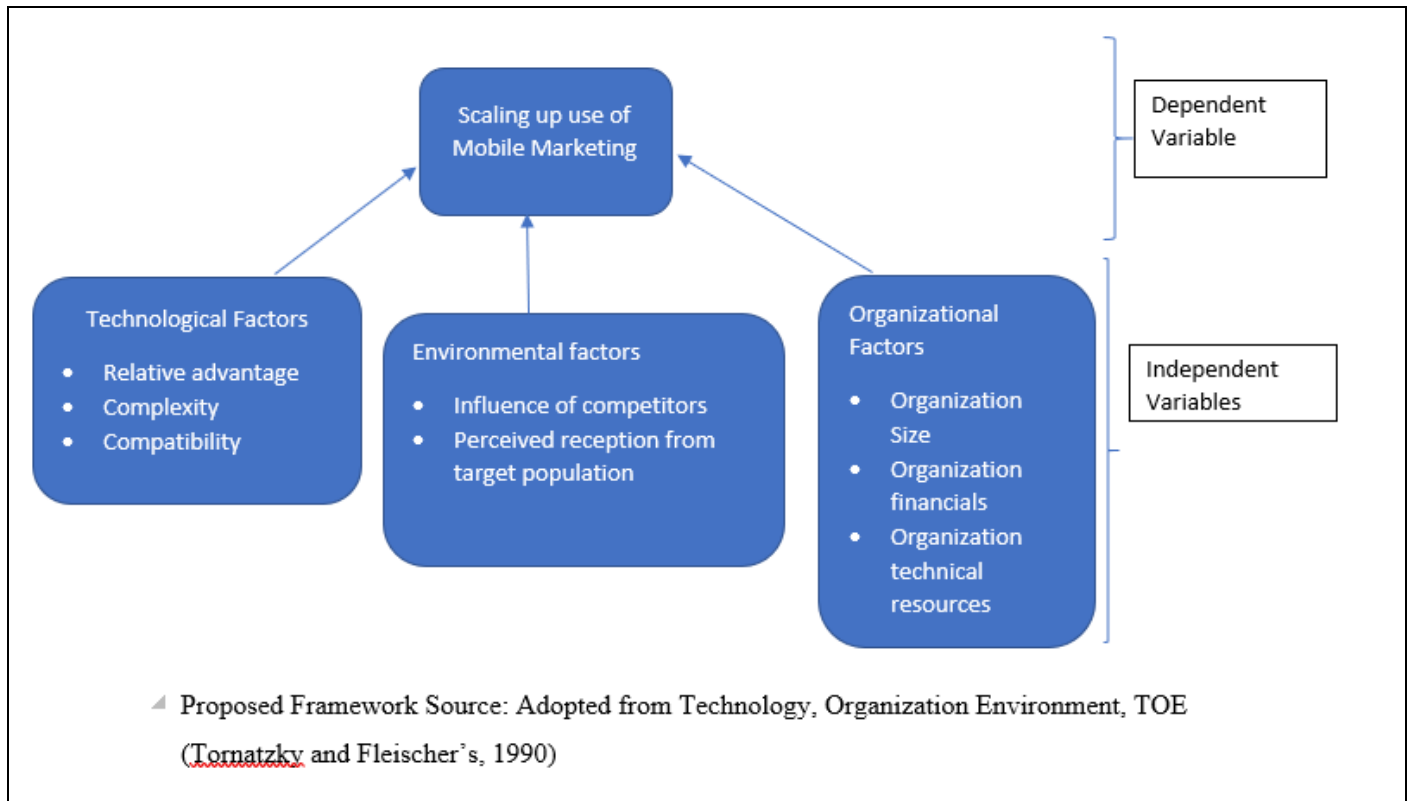 Scaling up use of
Mobile Marketing
Dependent
Variable
Technological Factors
• Relative advantage
• Complexity
• Compatibility
Environmental factors
• Influence of competitors
• Perceived reception from
target population
Organizational
Factors
• Organization
Size
• Organization
financials
• Organization
technical
resources
Independent
Variables
Proposed Framework Source: Adopted from Technology, Organization Environment, TOE
(Tornatzky and Fleischer’s, 1990)